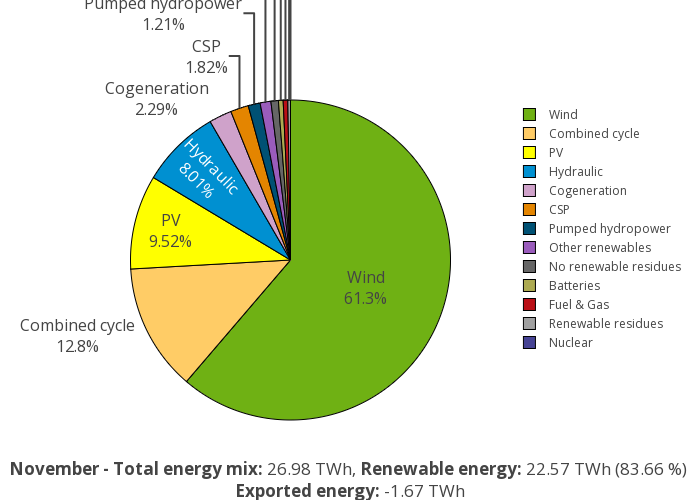 Pumped hydropower
1.21%
CSP
1.82%
Cogeneration
2.29%
Hydraulic
8.01%
PV
9.52%
Wind
61.3%
Combined cycle
12.8%
Wind
Combined cycle
PV
Hydraulic
Cogeneration
CSP
Pumped hydropower
Other renewables
No renewable residues
Batteries
Fuel & Gas
Renewable residues
Nuclear
November - Total energy mix: 26.98 TWh, Renewable energy: 22.57 TWh (83.66 %)
Exported energy: -1.67 TWh